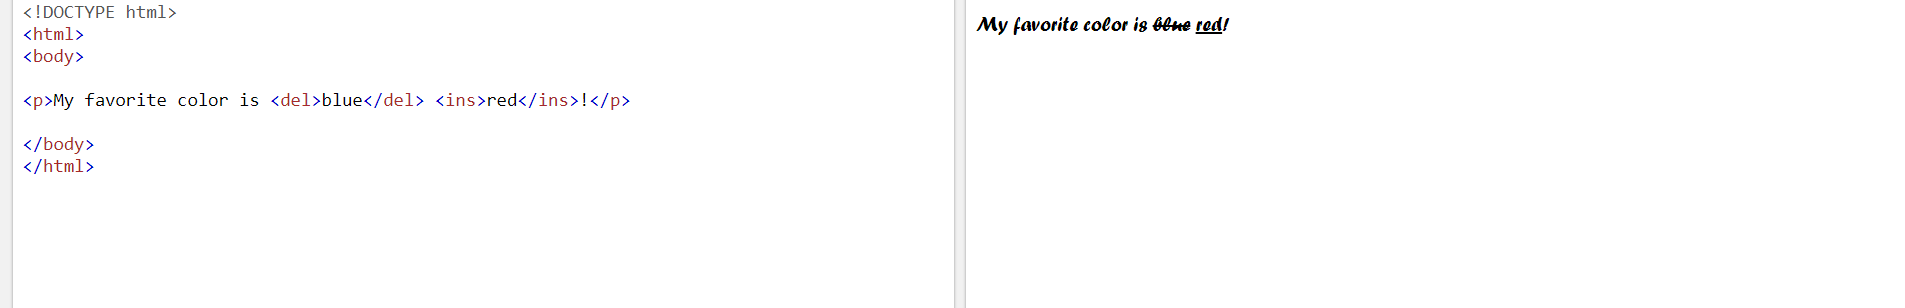 <!DOCTYPE html>
<html>
<body>
<p>My favorite color is <del>blue</del> <ins>red</ins>!</p>
</body>
</html>
My favorite color is blue red!